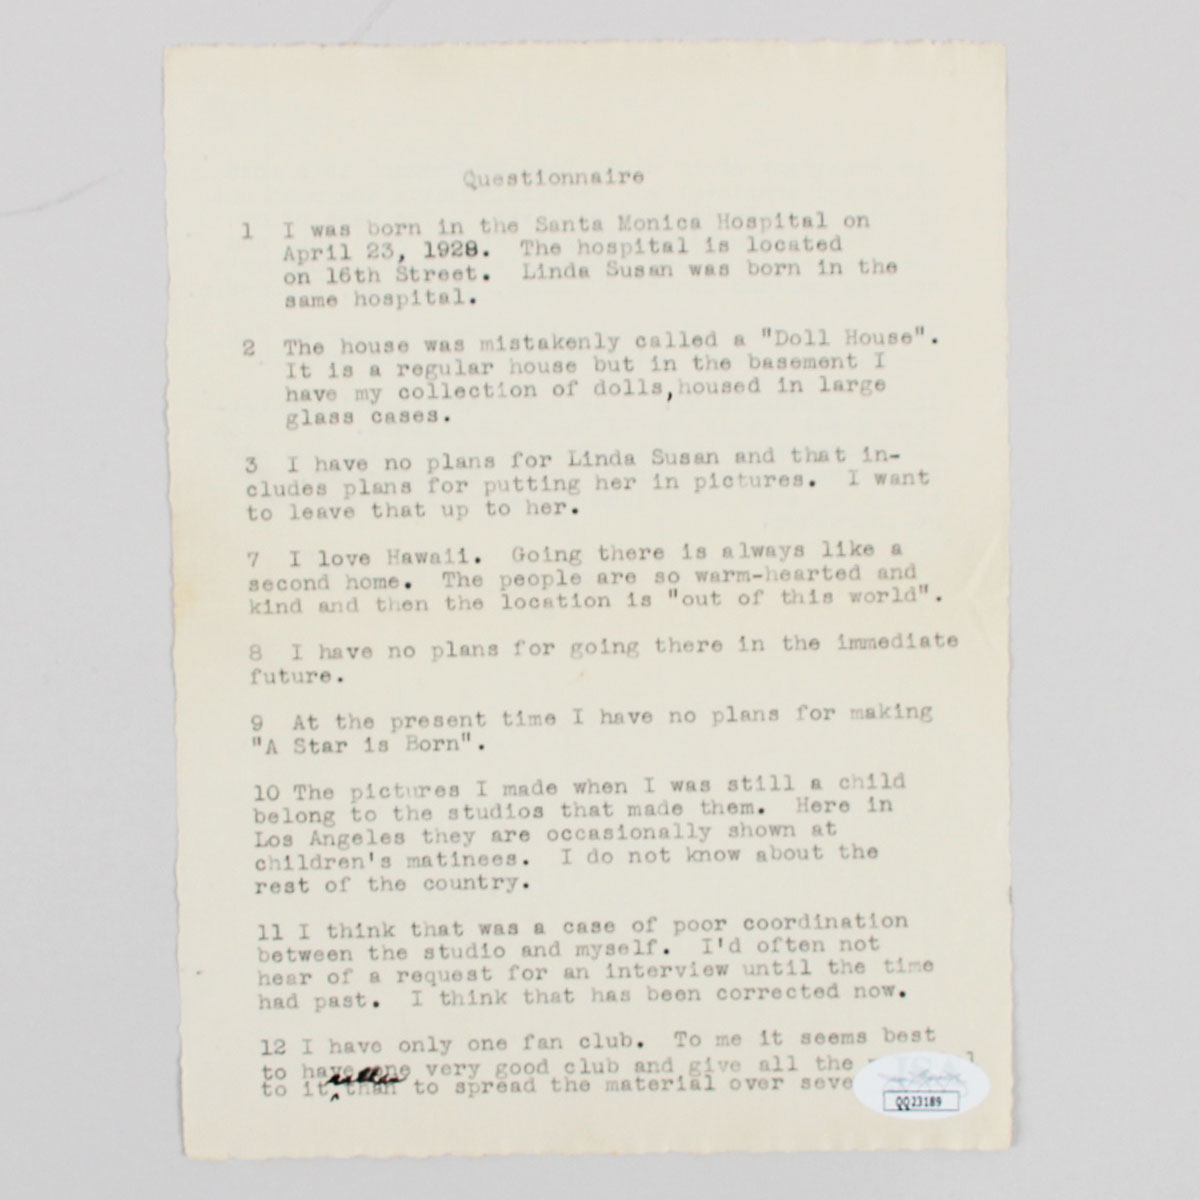 Questionnaire
1 I was born in the Santa Monica Hospital on
April 23, 1928. The hospital is located
on 16th Street. Linda Susan was born in the
same hospital.
2 The house was mistakenly called a "Doll House".
It is a regular house but in the basement I
have my collection of dolls,housed in large
glass cases.
3 I have no plans for Linda Susan and that in-
cludes plans for putting her in pictures. I want
to leave that up to her.
7 I love Hawaii. Going there is always like a
second home. The people are so warm-hearted and
kind and then the location is "out of this world".
8 I have no plans for going there in the immediate
future.
9 At the present time I have no plans for making
"A Star is Born".
10 The pictures I made when I was still a child
belong to the studios that made them. Here in
Los Angeles they are occasionally shown at
children's matinees. I do not know about the
rest of the country.
11 I think that was a case of poor coordination
between the studio and myself. I'd often not
hear of a request for an interview until the time
had past. I think that has been corrected now.
12 I have only one fan club. To me it seems best
to have one very good club and give all the
to it rather than to spread the material over seve
QQ23189